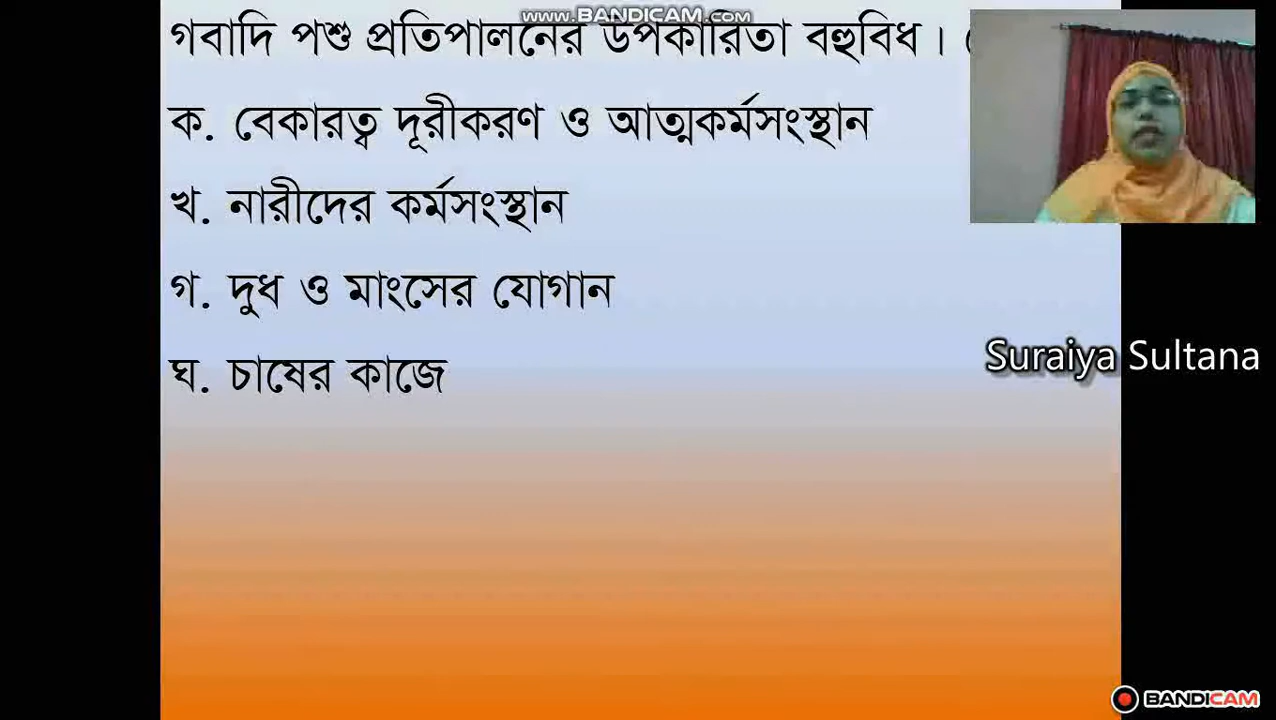 www.BANDICAM.com
গবাদি পশু প্রতিপালনের উপকারিতা বহুবিধ।
ক. বেকারত্ব দূরীকরণ ও আত্মকর্মসংস্থান
খ. নারীদের কর্মসংস্থান
গ. দুধ ও মাংসের যোগান
ঘ. চাষের কাজে
Suraiya Sultana
BANDICAM